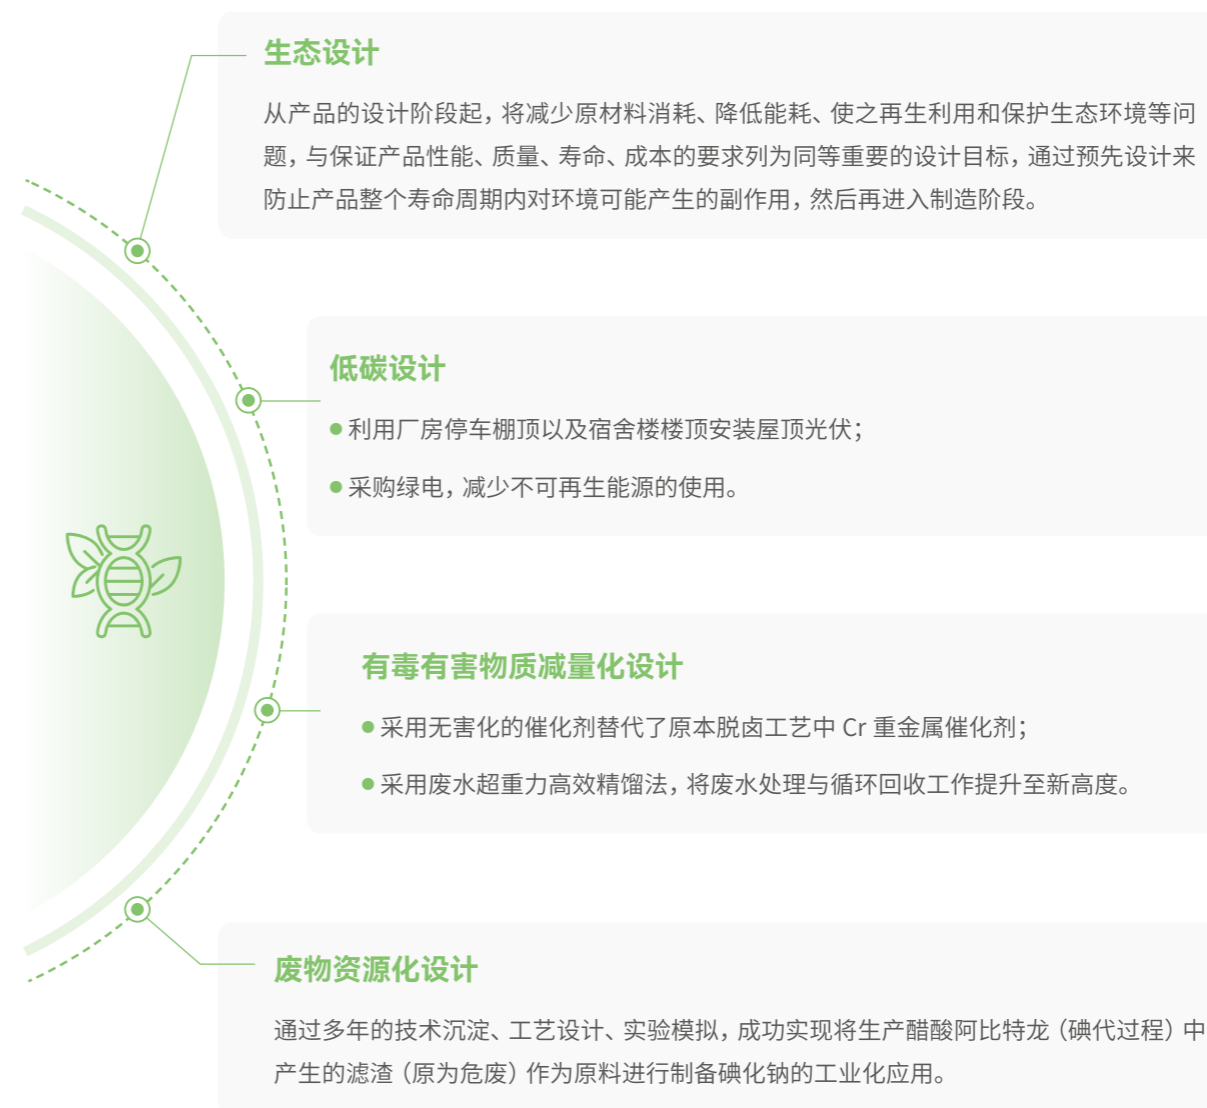 生态设计
从产品的设计阶段起，将减少原材料消耗、降低能耗、使之再生利用和保护生态环境等问
题，与保证产品性能、质量、寿命、成本的要求列为同等重要的设计目标，通过预先设计来
防止产品整个寿命周期内对环境可能产生的副作用，然后再进入制造阶段。
低碳设计
利用厂房停车棚顶以及宿舍楼楼顶安装屋顶光伏；
采购绿电，减少不可再生能源的使用。
有毒有害物质减量化设计
采用无害化的催化剂替代了原本脱卤工艺中 Cr 重金属催化剂；
采用废水超重力高效精馏法，将废水处理与循环回收工作提升至新高度。
废物资源化设计
通过多年的技术沉淀、工艺设计、实验模拟，成功实现将生产醋酸阿比特龙（碘代过程）中
产生的滤渣（原为危废）作为原料进行制备碘化钠的工业化应用。